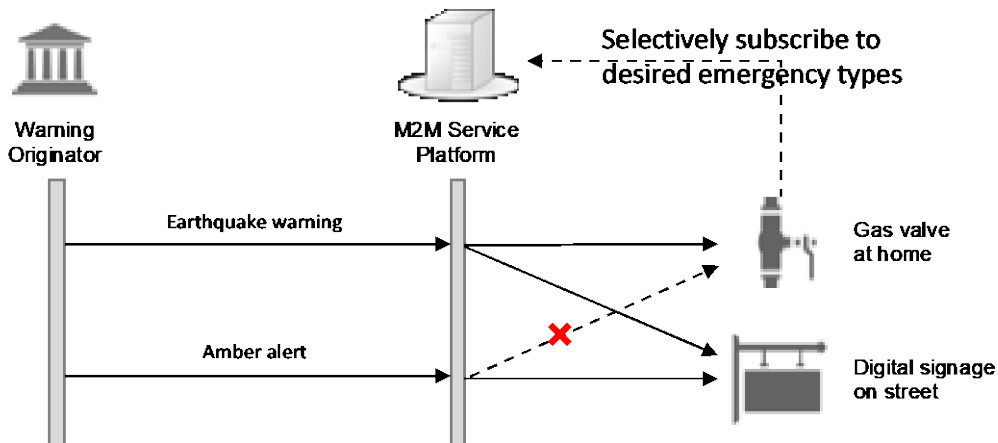 Selectively subscribe to
desired emergency types
Warning
Originator
M2M Service
Platform
Earthquake warning
Gas valve
at home
Amber alert
Digital signage
on street